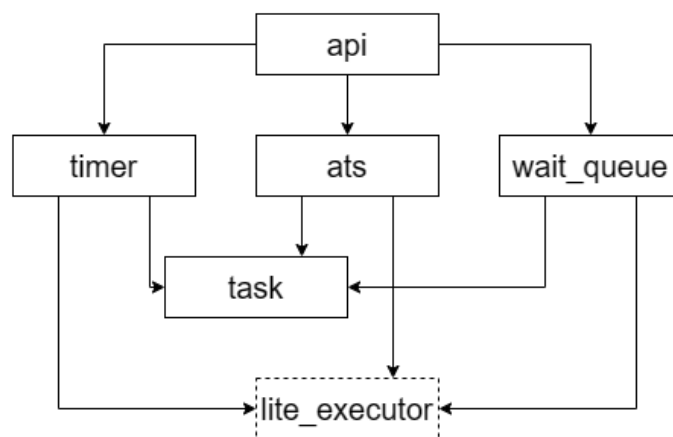 api
timer
ats
wait_queue
task
lite_executor